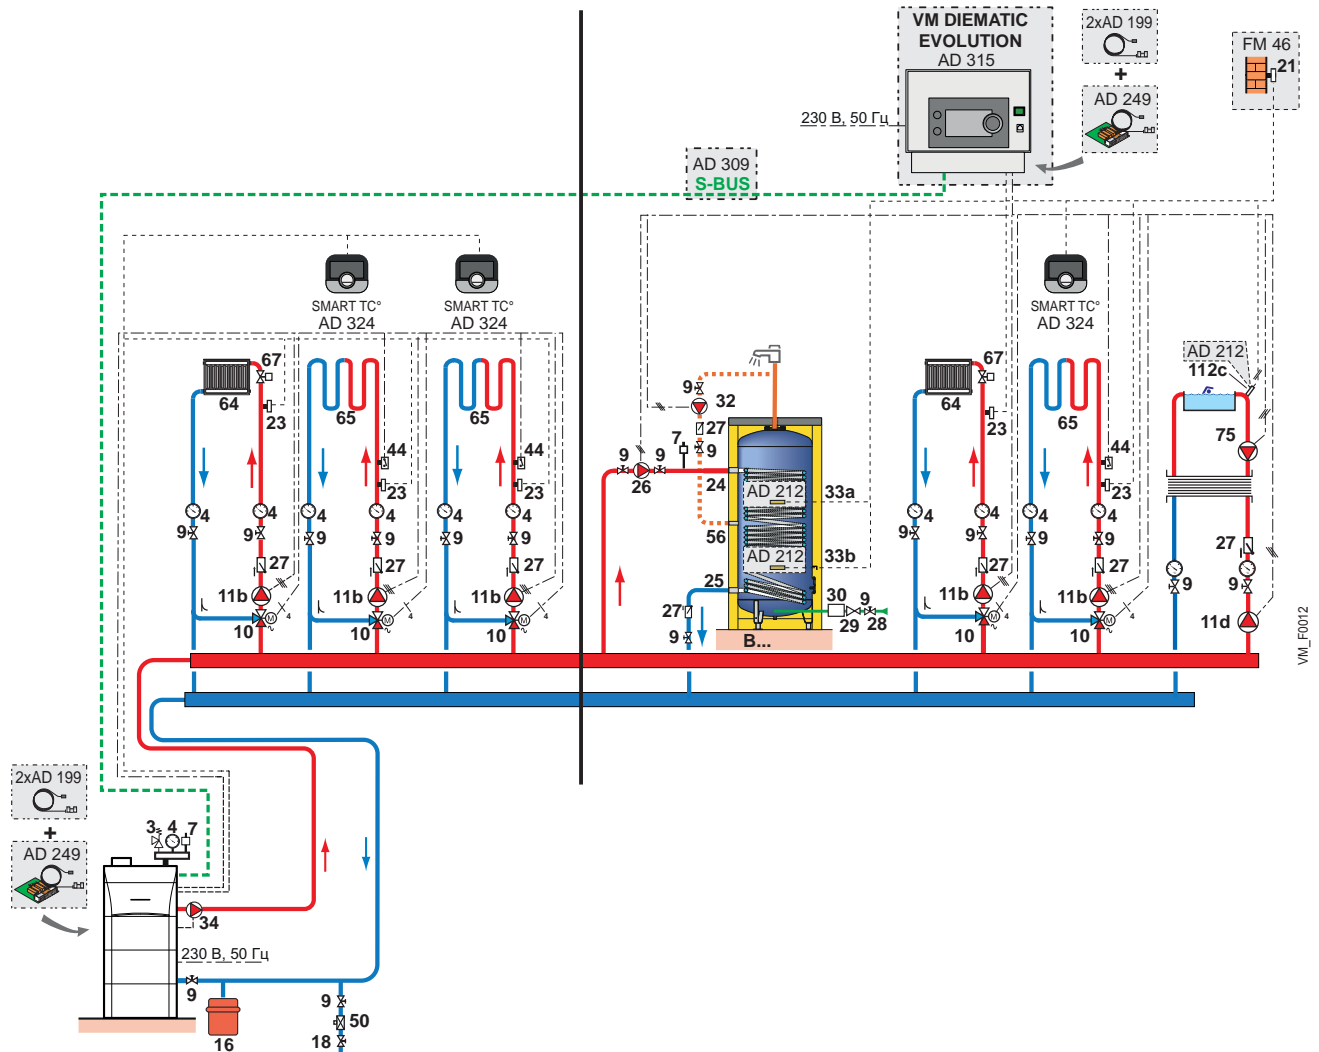 VM DIEMATIC
EVOLUTION
AD 315
2xAD 199
+
AD 249
FM 46
21
230 В, 50 Гц
AD 309
S-BUS
SMART TC°
AD 324
SMART TC°
AD 324
SMART TC°
AD 324
67
64
23
65
44
23
65
44
23
4
4
4
4
4
4
9
9
9
9
9
9
27
27
27
11b
11b
11b
10
10
10
M
M
M
~
~
~
4
4
4
9
32
27
9
7
9
9
26
24
AD 212
33a
56
AD 212
33b
25
27
9
30
9
29
28
B...
67
64
23
65
44
23
4
4
4
4
9
9
9
9
27
27
11b
11b
10
10
M
M
~
~
4
4
AD 212
112c
75
27
9
9
11d
VM_F0012
2xAD 199
+
AD 249
3
4
7
34
230 В, 50 Гц
9
16
9
50
18